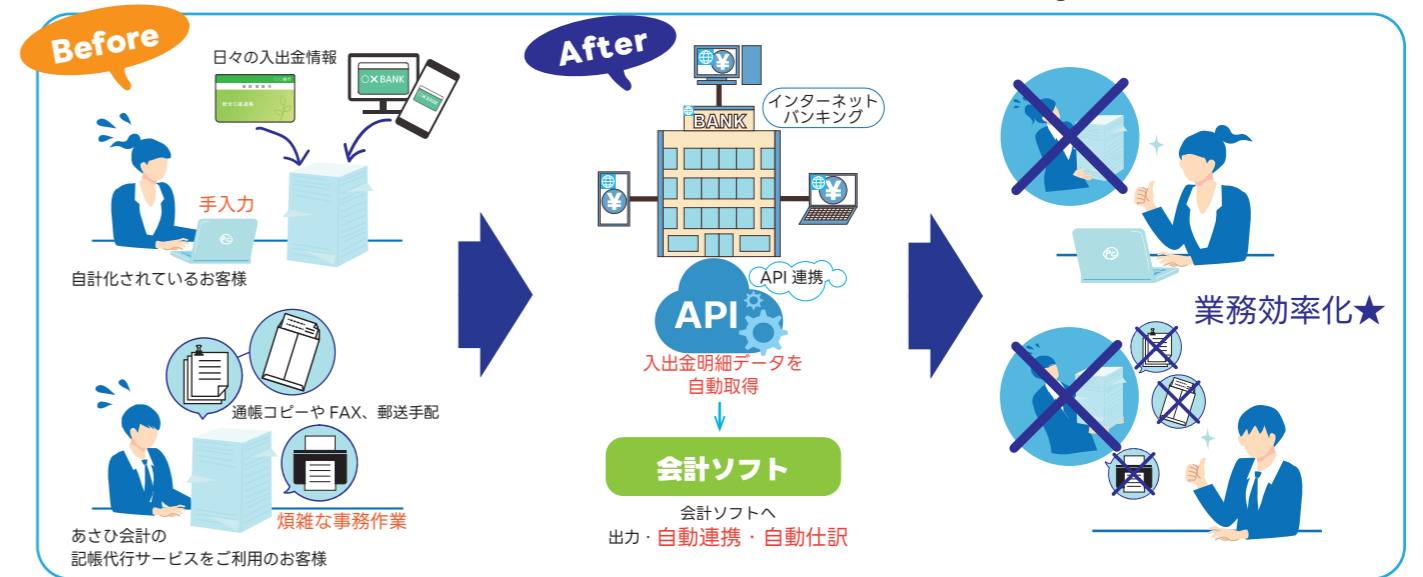 Before
日々の入出金情報
○×BANK
○×BANK
手入力
自計化されているお客様
通帳コピーや FAX、郵送手配
煩雑な事務作業
あさひ会計の
記帳代行サービスをご利用のお客様
After
インターネット
バンキング
BANK
¥
¥
¥
API 連携
API
入出金明細データを
自動取得
会計ソフト
会計ソフトへ
出力・自動連携・自動仕訳
業務効率化★